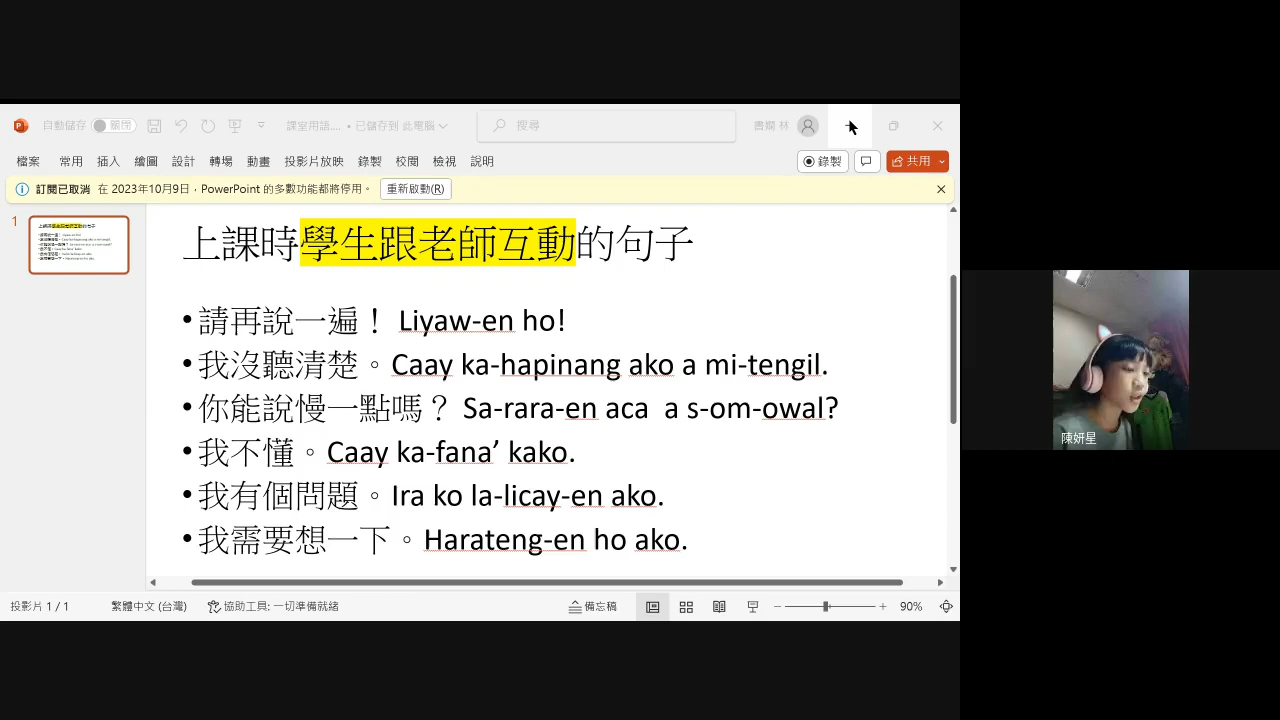 自動儲存 關閉 課室用語.... • 已儲存到 此電腦 搜尋 書嫺 林
檔案 常用 插入 繪圖 設計 轉場 動畫 投影片放映 錄製 校閱 檢視 說明 錄製 共用
訂閱已取消 在 2023年10月9日，PowerPoint 的多數功能都將停用。 重新啟動(R)
1
上課時學生跟老師互動的句子
•請再說一遍！ Liyaw-en ho!
•我沒聽清楚。Caay ka-hapinang ako a mi-tengil.
•你能說慢一點嗎？ Sa-rara-en aca a s-om-owal?
•我不懂。Caay ka-fana’ kako.
•我有個問題。Ira ko la-licay-en ako.
•我需要想一下。Harateng-en ho ako.
陳妍星
投影片 1 / 1 繁體中文 (台灣) 協助工具: 一切準備就緒 備忘稿 90%